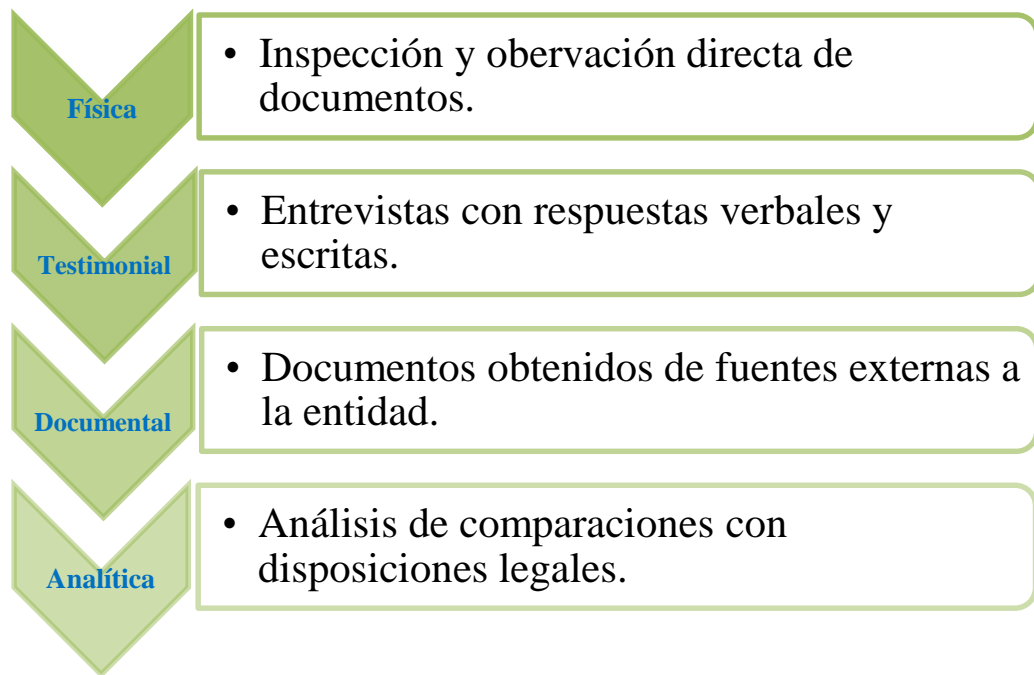 Física
• Inspección y obervación directa de
documentos.
Testimonial
• Entrevistas con respuestas verbales y
escritas.
Documental
• Documentos obtenidos de fuentes externas a
la entidad.
Analítica
• Análisis de comparaciones con
disposiciones legales.